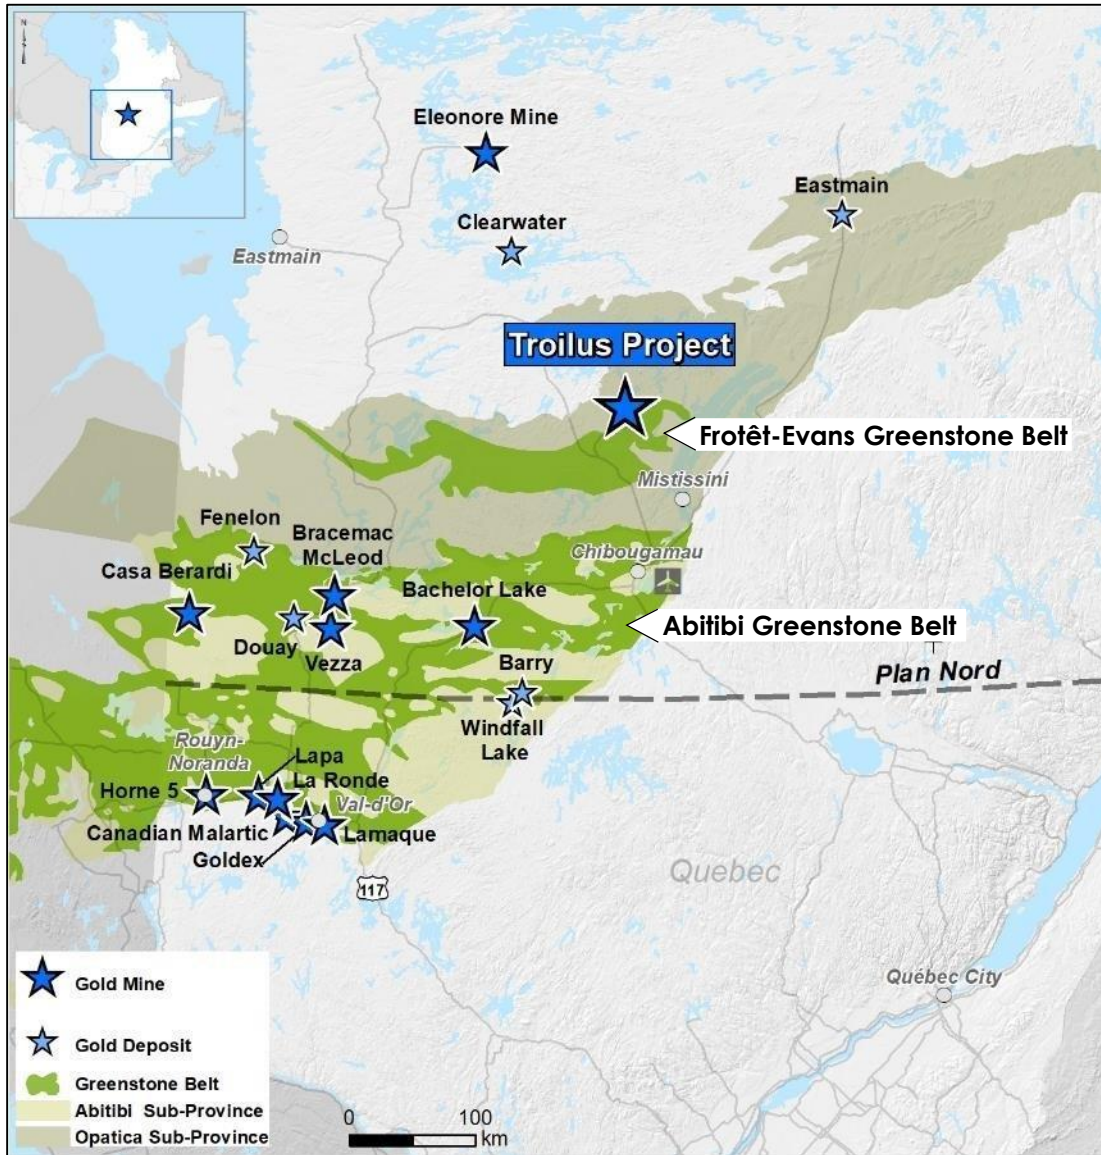 N
Eleonore Mine
Eastmain
Clearwater
Eastmain
Troilus Project
Frotêt-Evans Greenstone Belt
Mistissini
Fenelon
Bracemac
McLeod
Chibougamau
Casa Berardi
Bachelor Lake
Abitibi Greenstone Belt
Douay
Vezza
Barry
Plan Nord
Windfall
Lake
Rouyn-
Noranda
Lapa
Horne 5
La Ronde
Val-d'Or
Canadian Malartic
Lamaque
Goldex
Quebec
117
Québec City
Gold Mine
Gold Deposit
Greenstone Belt
Abitibi Sub-Province
Opatica Sub-Province
0 100
km